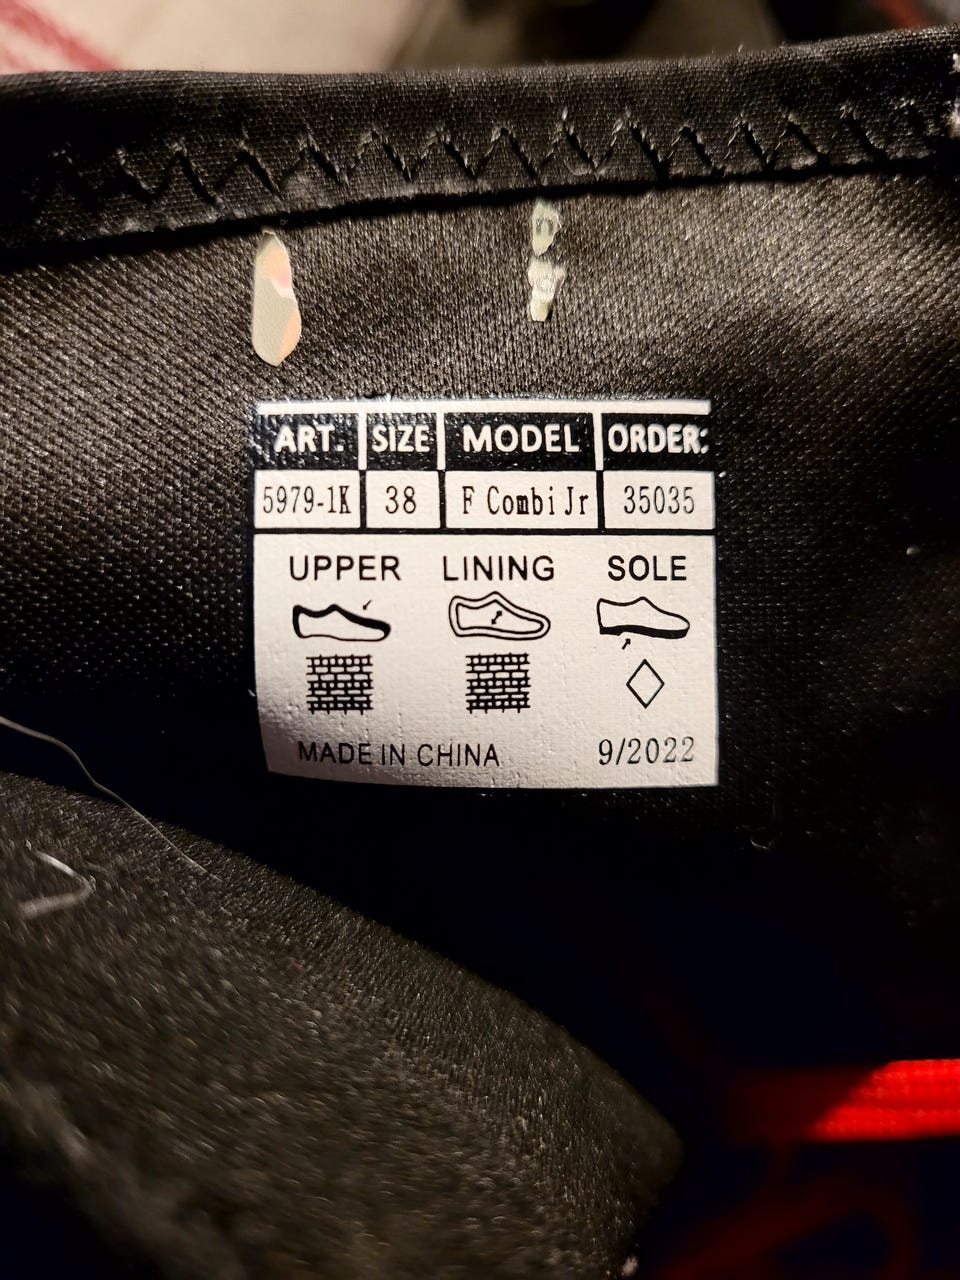 ART. SIZE MODEL ORDER:
5979-1K 38 F Combi Jr 35035
UPPER LINING SOLE
MADE IN CHINA 9/2022